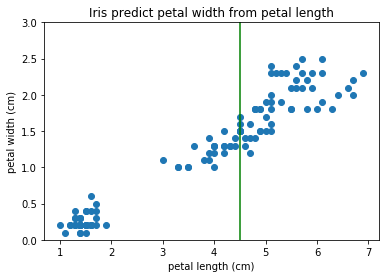 Iris predict petal width from petal length
3.0
2.5
2.0
1.5
1.0
0.5
0.0
petal width (cm)
1 2 3 4 5 6 7
petal length (cm)